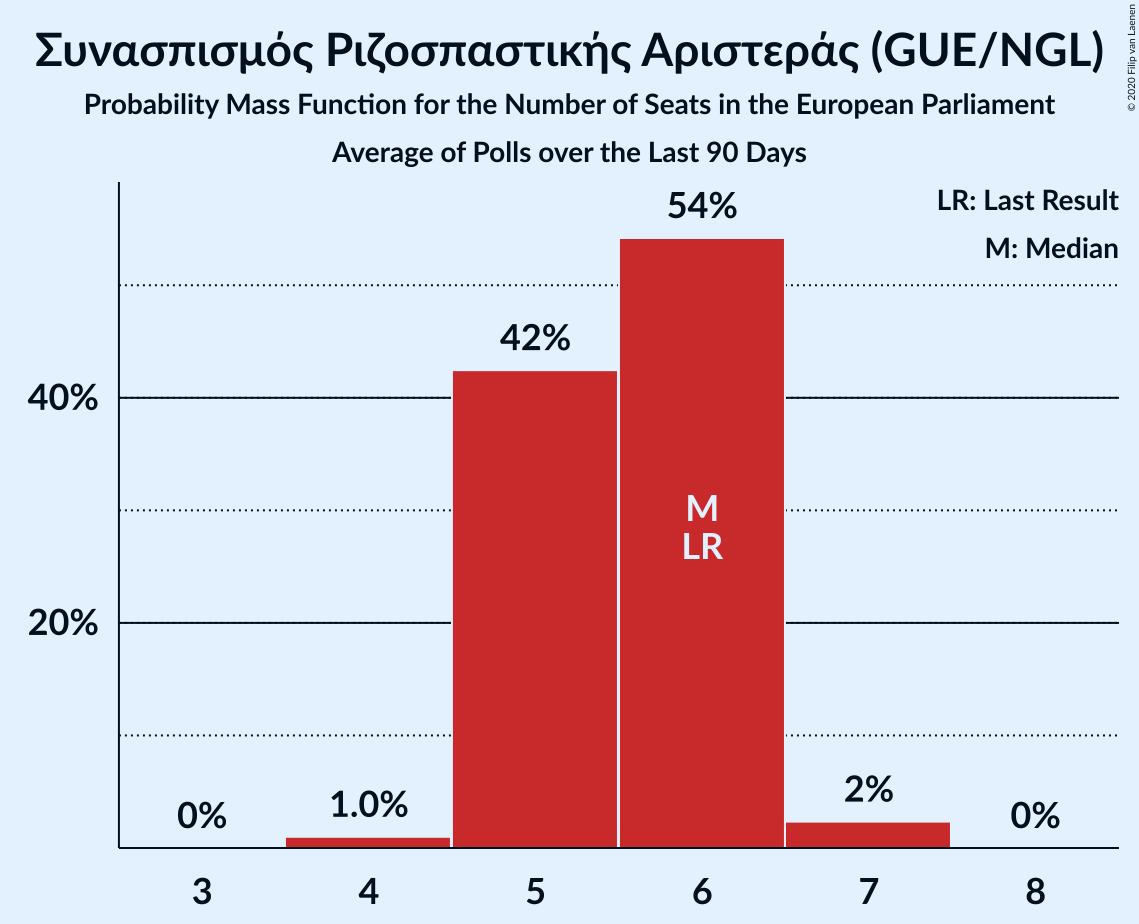 Συνασπισμός Ριζοσπαστικής Αριστεράς (GUE/NGL)
Probability Mass Function for the Number of Seats in the European Parliament
Average of Polls over the Last 90 Days
© 2020 Filip van Laenen
LR: Last Result
M: Median
54%
42%
40%
M
LR
20%
2%
1.0%
0%
0%
3
4
5
6
7
8